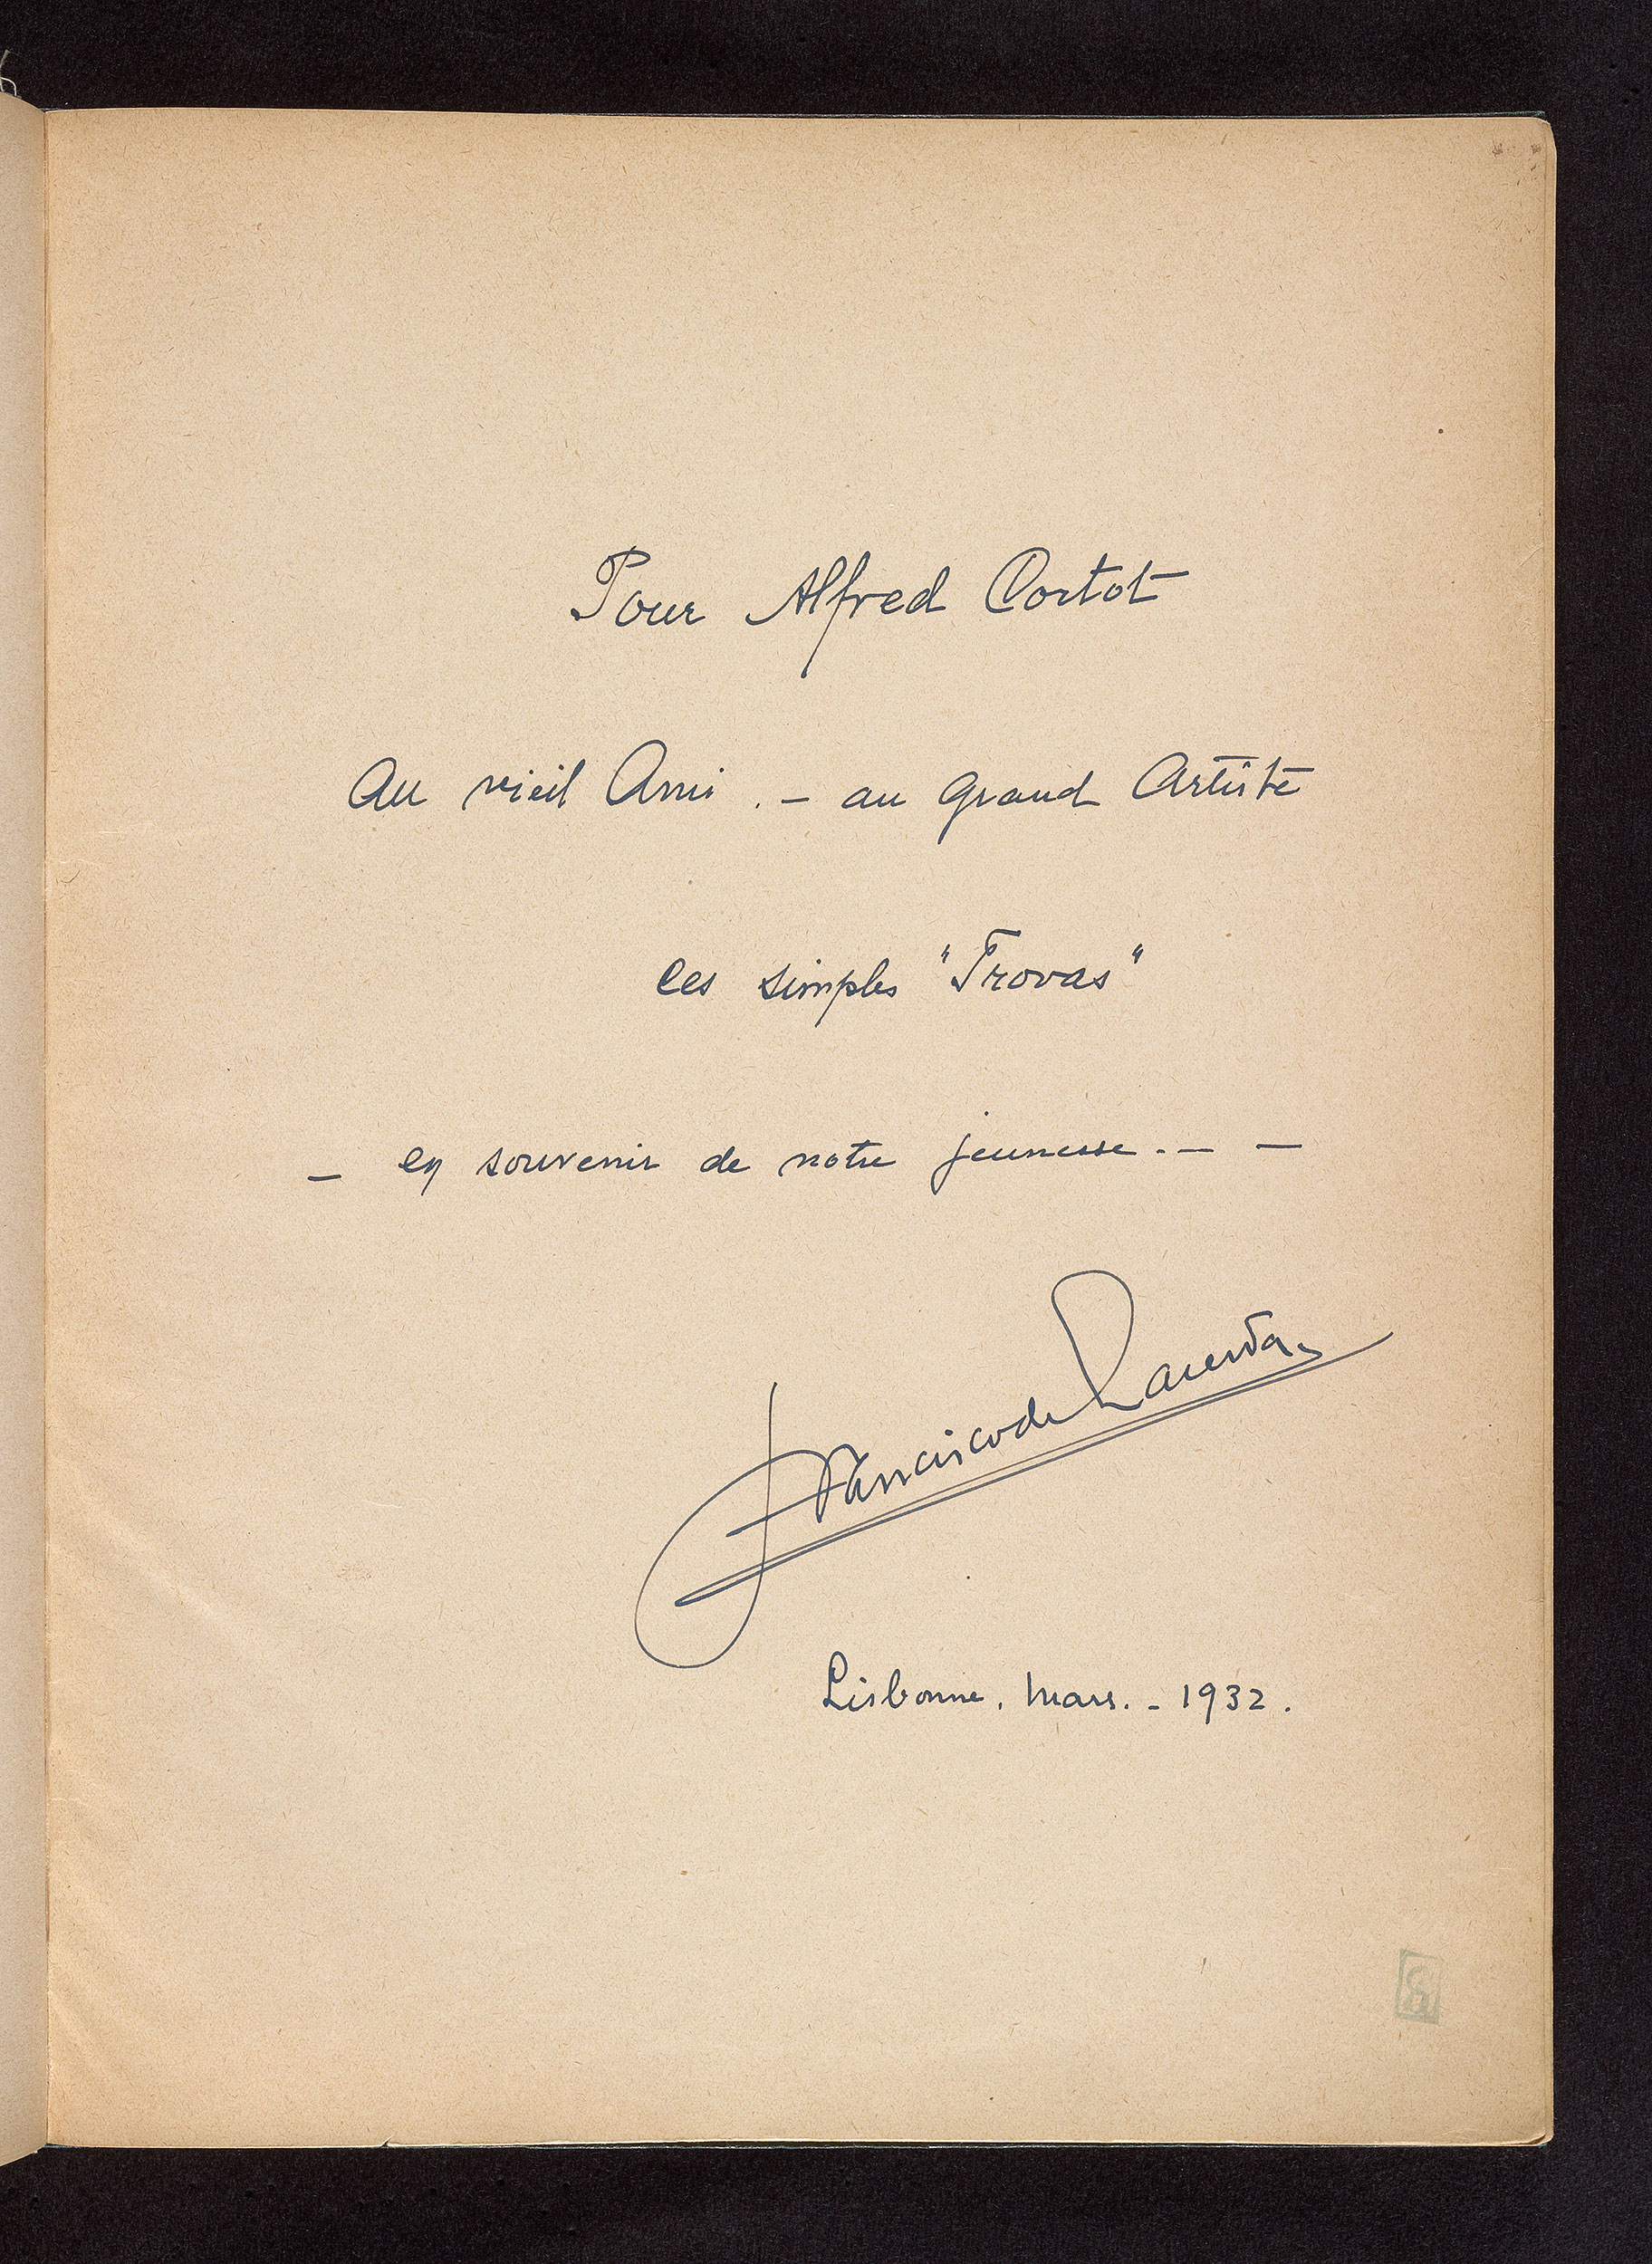 Pour Alfred Cortot
Au vieil Ami . – au grand Artiste
ces simples "Trovas"
– en souvenir de notre jeunesse. – –
Francisco de Lacerda
Lisbonne. Mars. – 1932.